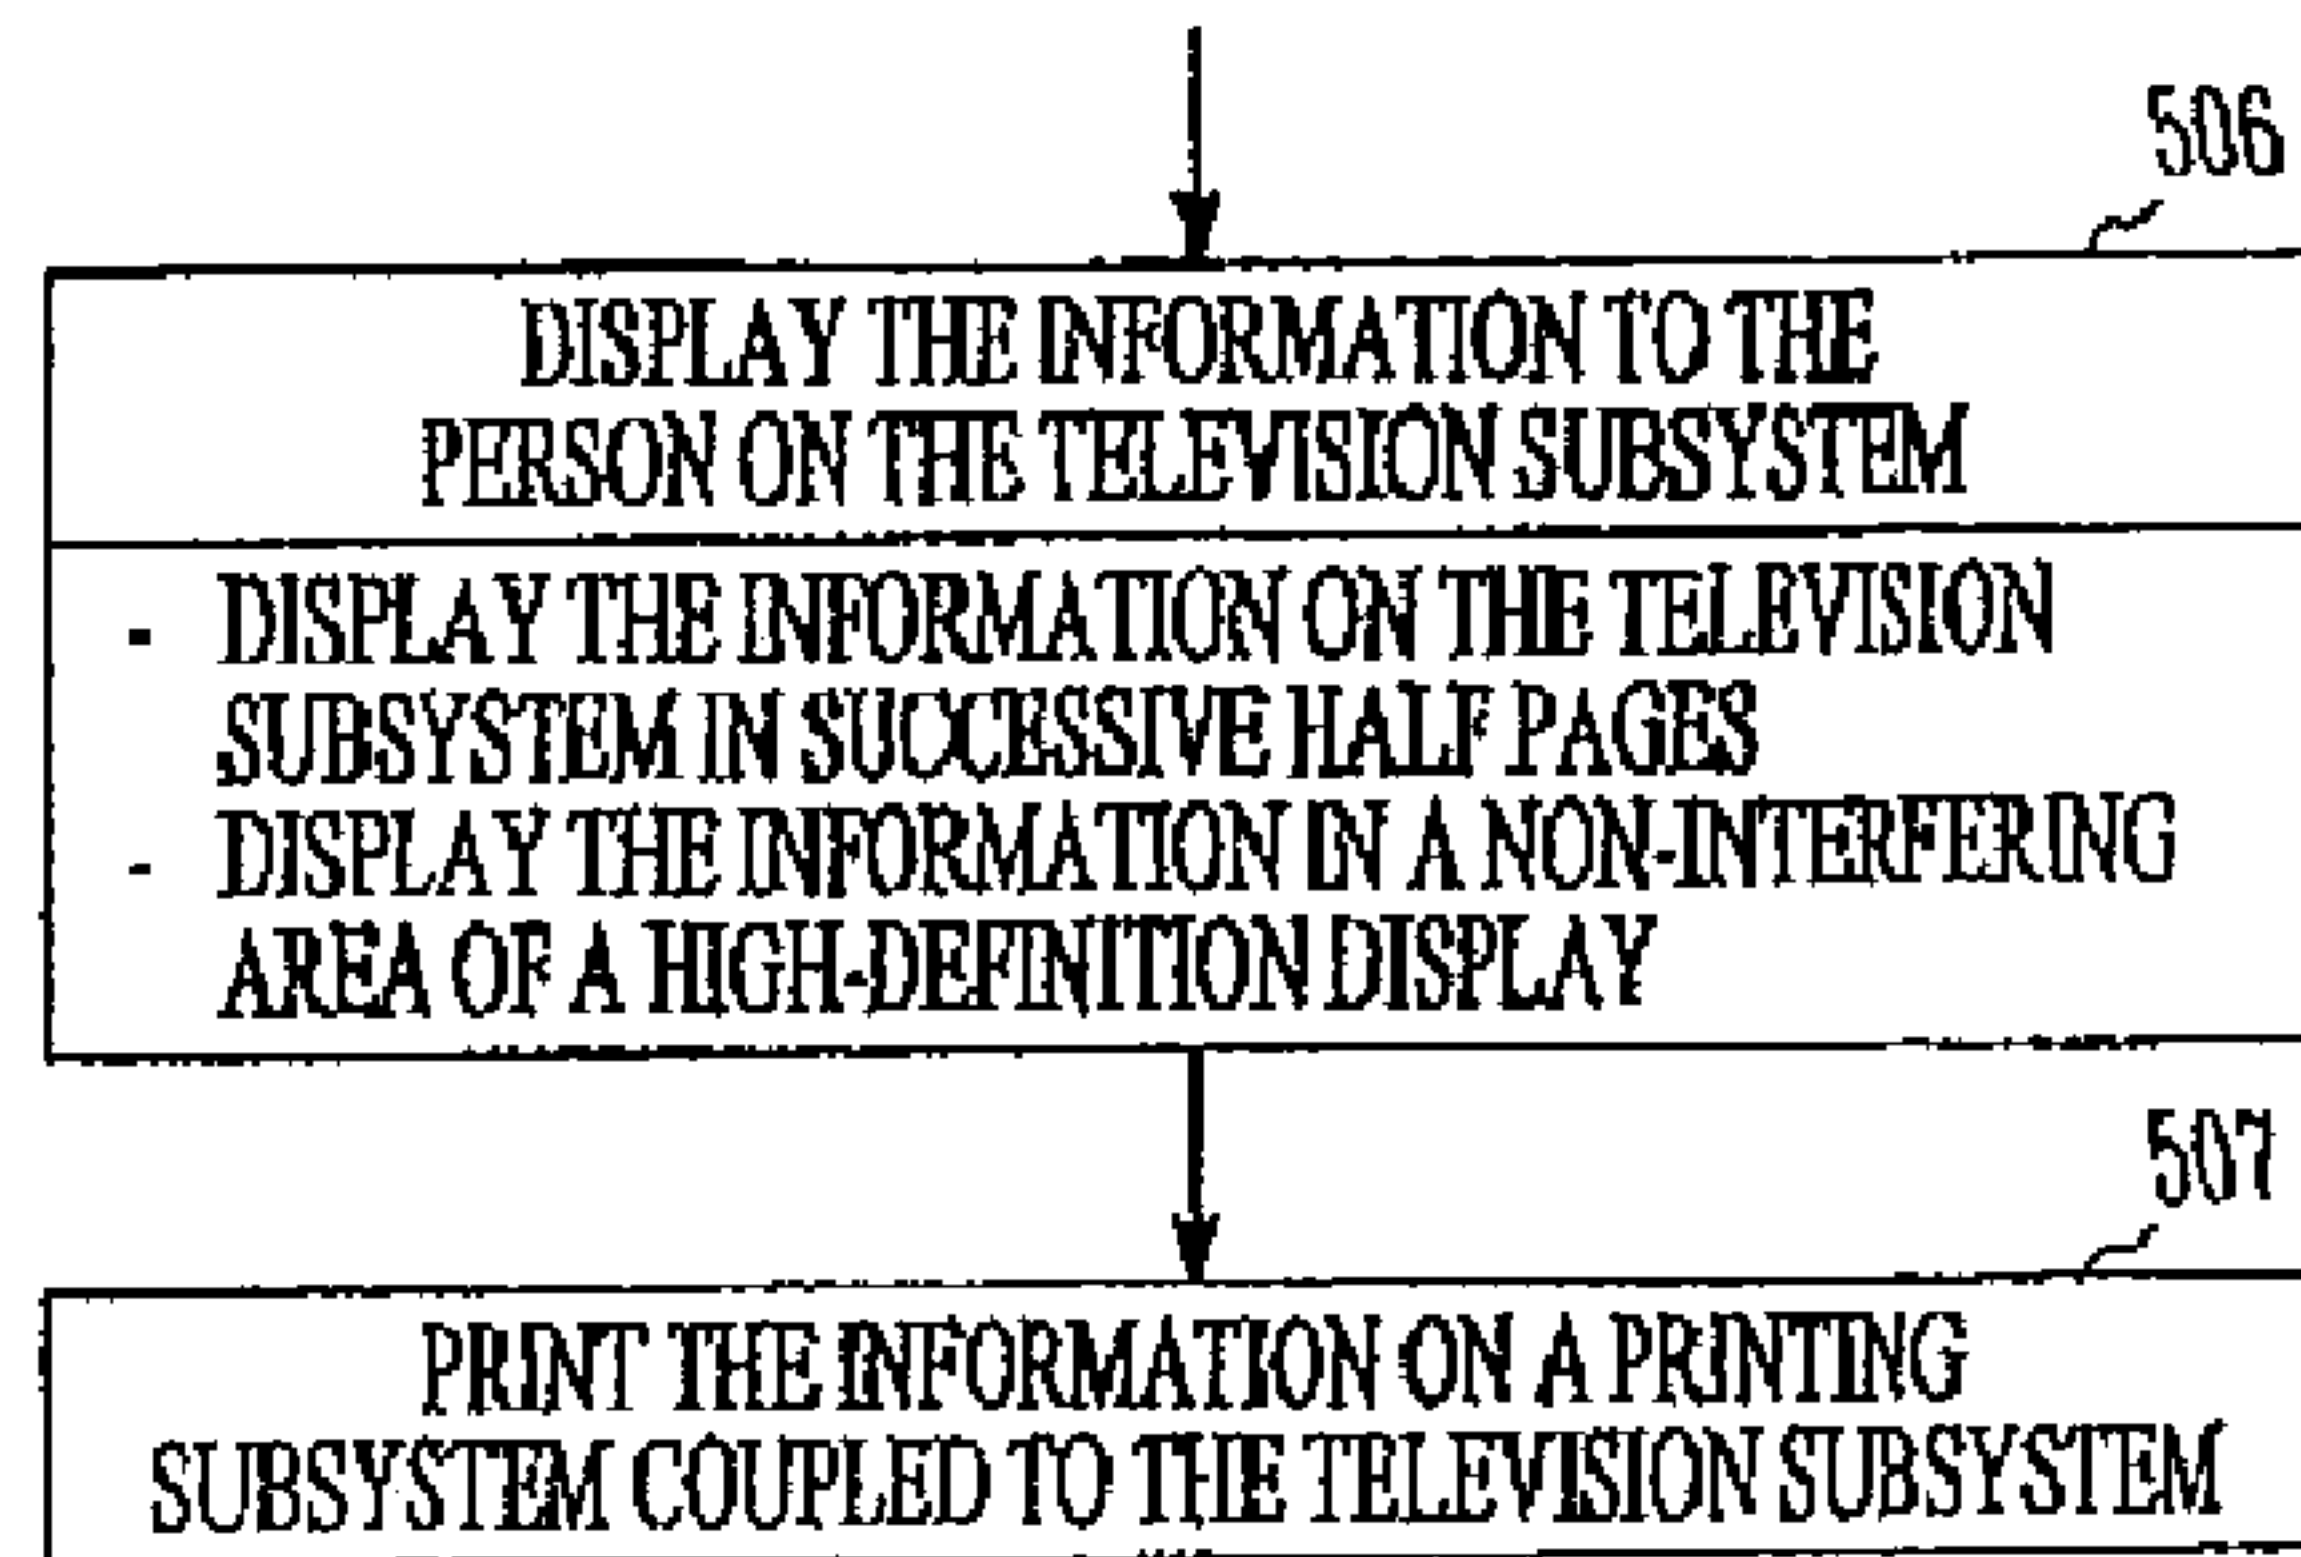 506
DISPLAY THE INFORMATION TO THE
PERSON ON THE TELEVISION SUBSYSTEM
- DISPLAY THE INFORMATION ON THE TELEVISION
SUBSYSTEM IN SUCCESSIVE HALF PAGES
- DISPLAY THE INFORMATION IN A NON-INTERFERING
AREA OF A HIGH-DEFINITION DISPLAY
507
PRINT THE INFORMATION ON A PRINTING
SUBSYSTEM COUPLED TO THE TELEVISION SUBSYSTEM